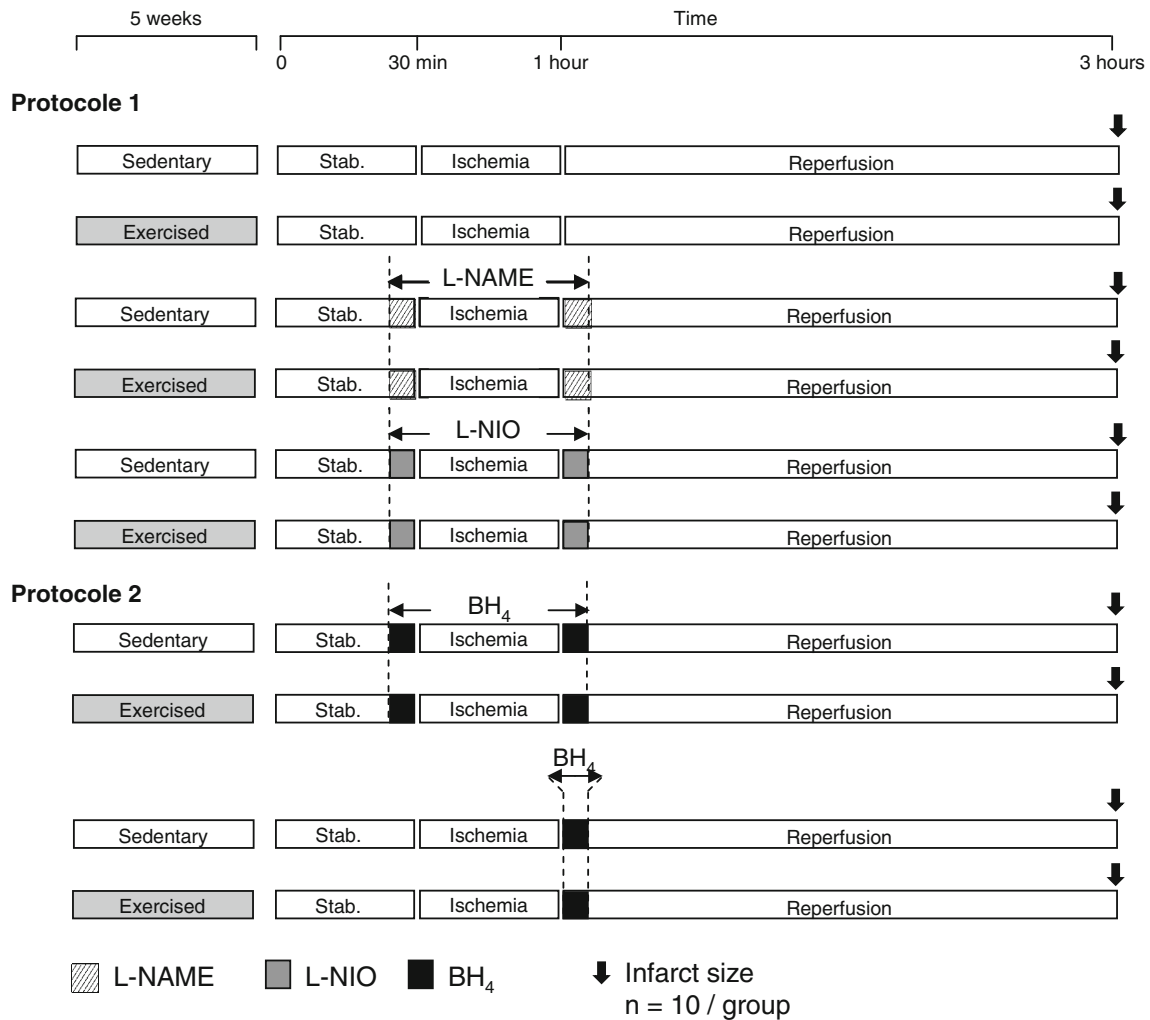 5 weeks
Time
0
30 min
1 hour
3 hours
Protocole 1
Sedentary
Stab.
Ischemia
Reperfusion
Exercised
Stab.
Ischemia
Reperfusion
L-NAME
Sedentary
Stab.
Ischemia
Reperfusion
Exercised
Stab.
Ischemia
Reperfusion
L-NIO
Sedentary
Stab.
Ischemia
Reperfusion
Exercised
Stab.
Ischemia
Reperfusion
Protocole 2
BH4
Sedentary
Stab.
Ischemia
Reperfusion
Exercised
Stab.
Ischemia
Reperfusion
BH4
Sedentary
Stab.
Ischemia
Reperfusion
Exercised
Stab.
Ischemia
Reperfusion
L-NAME
L-NIO
BH4
Infarct size
n = 10 / group